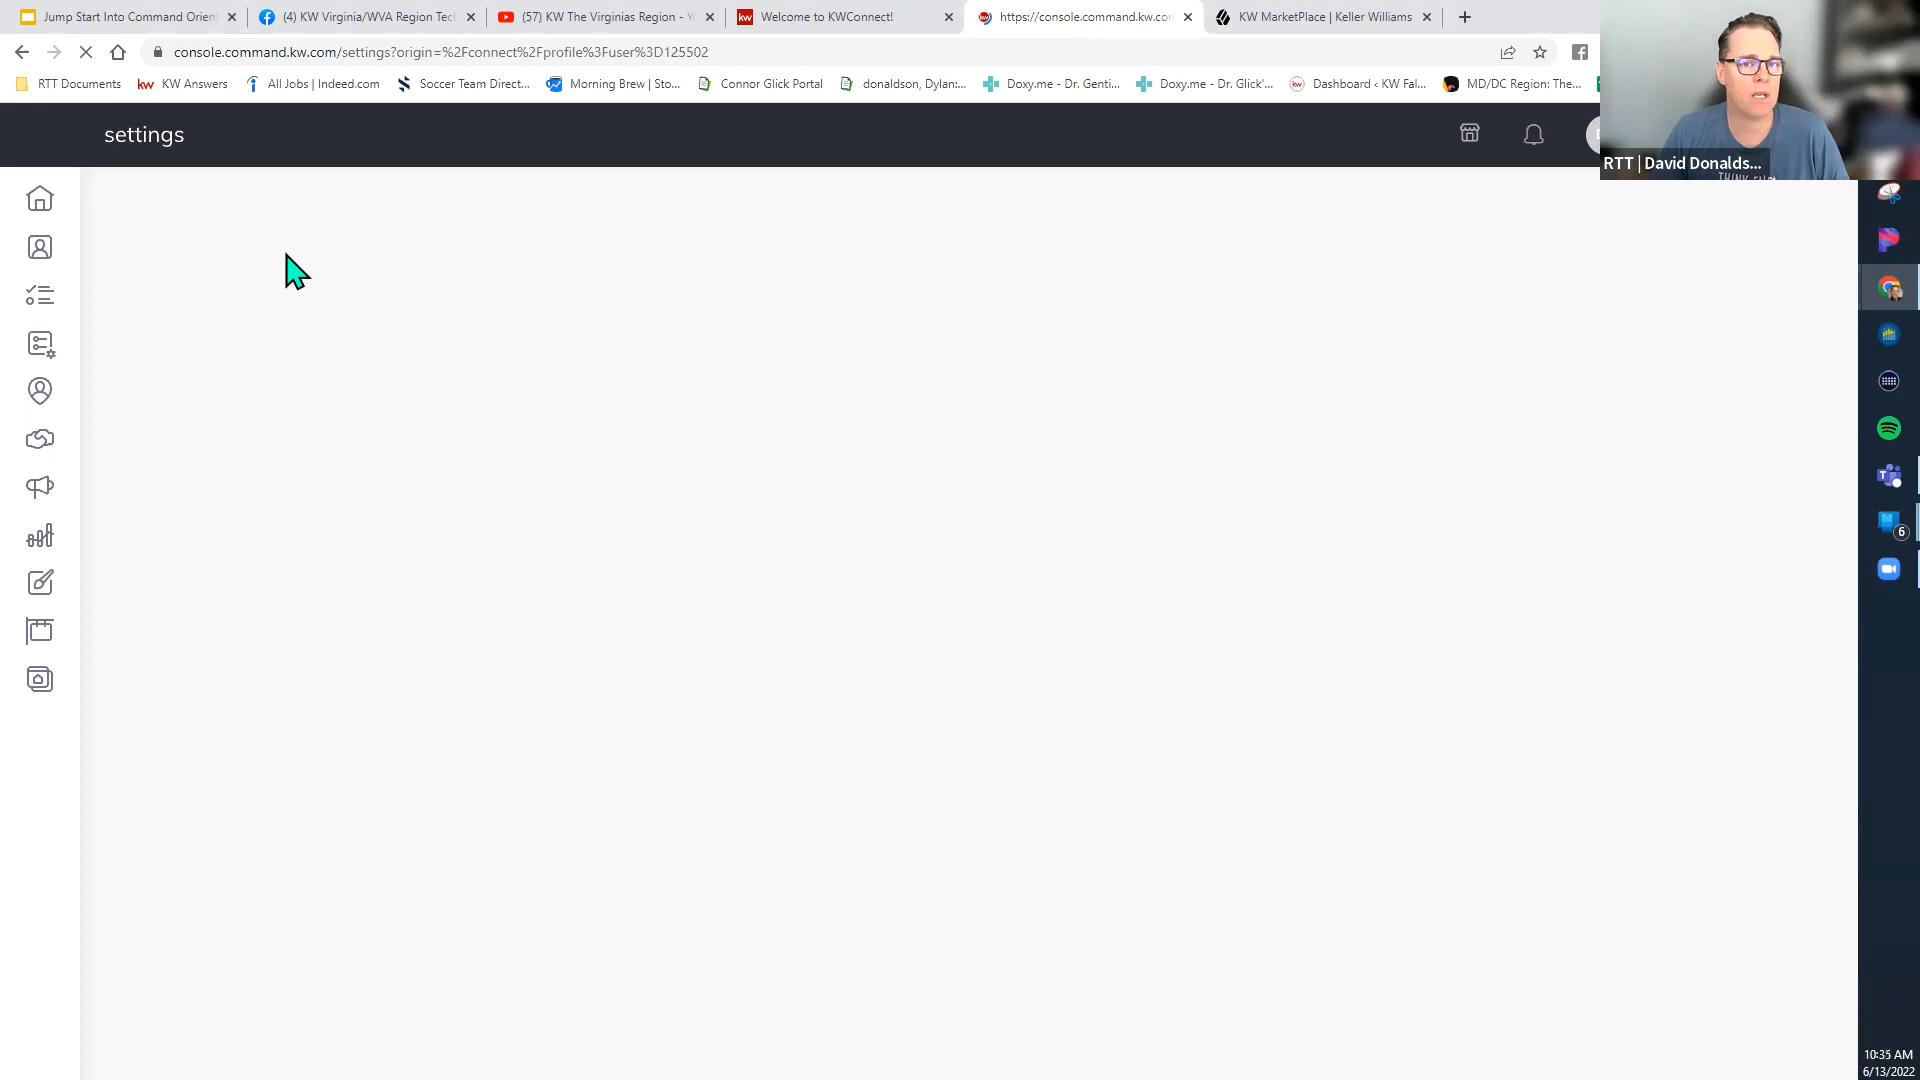 Jump Start Into Command Orient
(4) KW Virginia/WVA Region Tec
(57) KW The Virginias Region - Y
kw Welcome to KWConnect!
https://console.command.kw.com
KW MarketPlace | Keller Williams
console.command.kw.com/settings?origin=%2Fconnect%2Fprofile%3Fuser%3D125502
RTT Documents
kw KW Answers
All Jobs | Indeed.com
Soccer Team Direct...
Morning Brew | Sto...
Connor Glick Portal
donaldson, Dylan:...
Doxy.me - Dr. Genti...
Doxy.me - Dr. Glick'...
Dashboard ‹ KW Fal...
MD/DC Region: The...
settings
RTT | David Donalds...
6
10:35 AM
6/13/2022